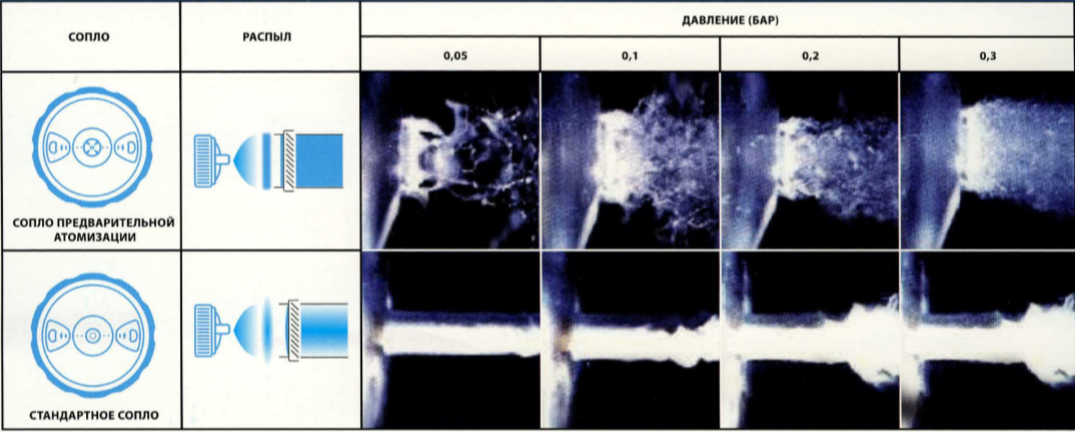 СОПЛО
РАСПЫЛ
ДАВЛЕНИЕ (БАР)
0,05
0,1
0,2
0,3
СОПЛО ПРЕДВАРИТЕЛЬНОЙ
АТОМИЗАЦИИ
СТАНДАРТНОЕ СОПЛО